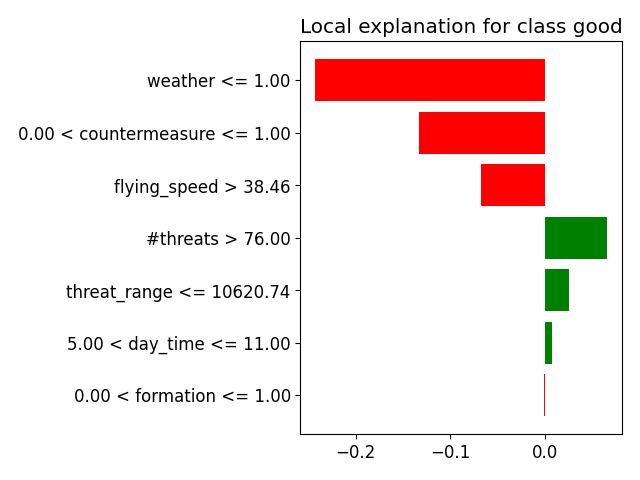 Local explanation for class good
weather <= 1.00
0.00 < countermeasure <= 1.00
flying_speed > 38.46
#threats > 76.00
threat_range <= 10620.74
5.00 < day_time <= 11.00
0.00 < formation <= 1.00
−0.2 −0.1 0.0